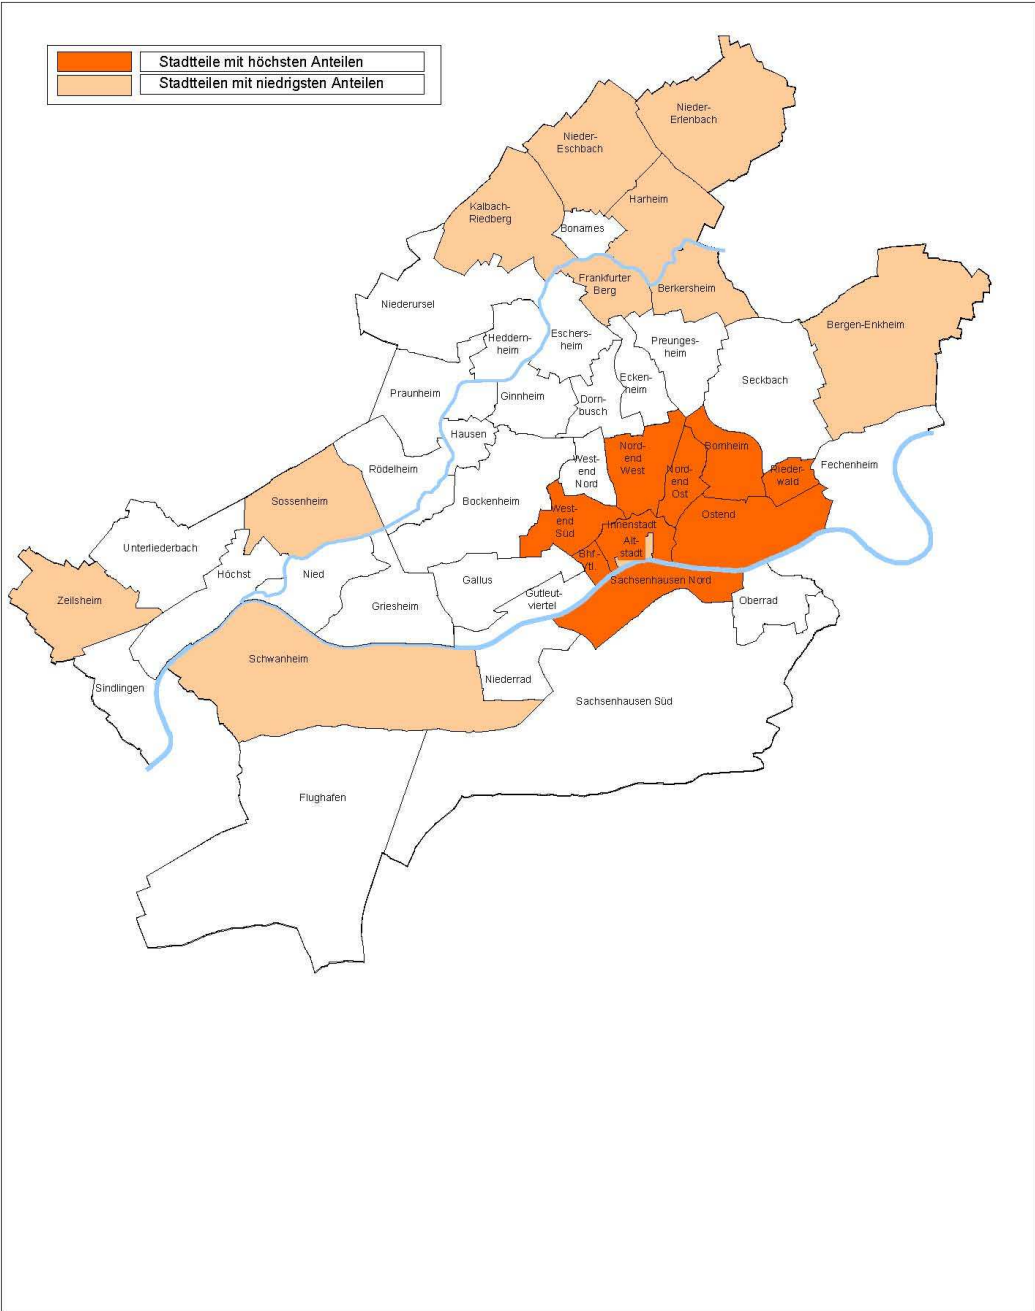 Stadtteile mit höchsten Anteilen
Stadtteilen mit niedrigsten Anteilen
Nieder-
Erlenbach
Nieder-
Eschbach
Harheim
Kalbach-
Riedberg
Bonames
Frankfurter
Berg
Berkersheim
Niederursel
Bergen-Enkheim
Heddern-
heim
Eschers-
heim
Preunges-
heim
Seckbach
Ecken-
heim
Praunheim
Ginnheim
Dorn-
busch
Hausen
Nord-
end
West
Bornheim
Rödelheim
West-
end
Nord
Nord-
end
Ost
Rieder-
wald
Fechenheim
Sossenheim
Bockenheim
West-
end
Süd
Ostend
Innenstadt
Alt-
stadt
Unterliederbach
Bhf.-
vtl.
Höchst
Nied
Gallus
Sachsenhausen Nord
Zeilsheim
Griesheim
Gutleut-
viertel
Oberrad
Schwanheim
Niederrad
Sindlingen
Sachsenhausen Süd
Flughafen